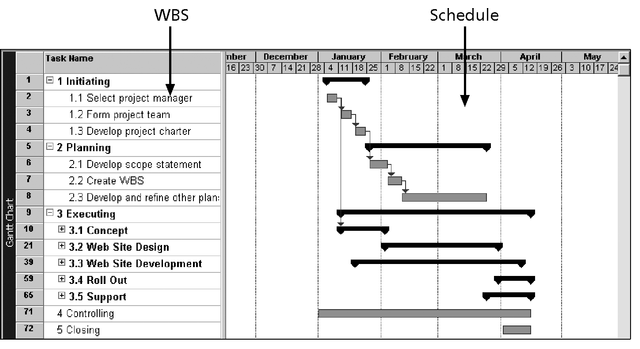 WBS Schedule
Task Name mber December January February March April May
16 23 30 7 14 21 28 4 11 18 25 1 8 15 22 1 8 15 22 29 5 12 19 26 3 10 17 24
1 1 Initiating
2 1.1 Select project manager
3 1.2 Form project team
4 1.3 Develop project charter
5 2 Planning
6 2.1 Develop scope statement
7 2.2 Create WBS
8 2.3 Develop and refine other plan
9 3 Executing
10 3.1 Concept
21 3.2 Web Site Design
39 3.3 Web Site Development
59 3.4 Roll Out
65 3.5 Support
71 4 Controlling
72 5 Closing
Gantt Chart